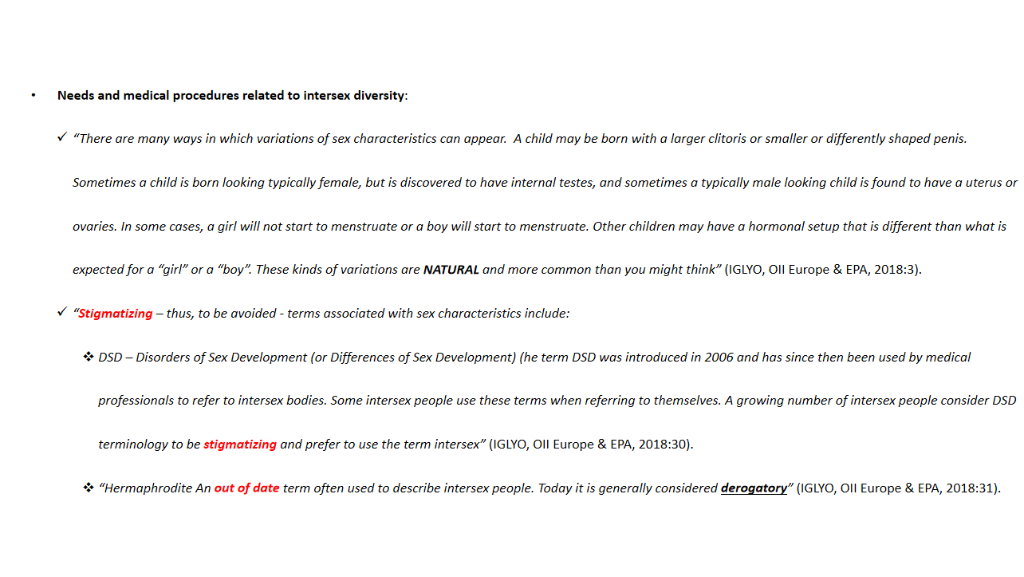 • Needs and medical procedures related to intersex diversity:
✓ “There are many ways in which variations of sex characteristics can appear. A child may be born with a larger clitoris or smaller or differently shaped penis.
Sometimes a child is born looking typically female, but is discovered to have internal testes, and sometimes a typically male looking child is found to have a uterus or
ovaries. In some cases, a girl will not start to menstruate or a boy will start to menstruate. Other children may have a hormonal setup that is different than what is
expected for a “girl” or a “boy”. These kinds of variations are NATURAL and more common than you might think” (IGLYO, OII Europe & EPA, 2018:3).
✓ “Stigmatizing – thus, to be avoided - terms associated with sex characteristics include:
❖ DSD – Disorders of Sex Development (or Differences of Sex Development) (he term DSD was introduced in 2006 and has since then been used by medical
professionals to refer to intersex bodies. Some intersex people use these terms when referring to themselves. A growing number of intersex people consider DSD
terminology to be stigmatizing and prefer to use the term intersex” (IGLYO, OII Europe & EPA, 2018:30).
❖ “Hermaphrodite An out of date term often used to describe intersex people. Today it is generally considered derogatory” (IGLYO, OII Europe & EPA, 2018:31).